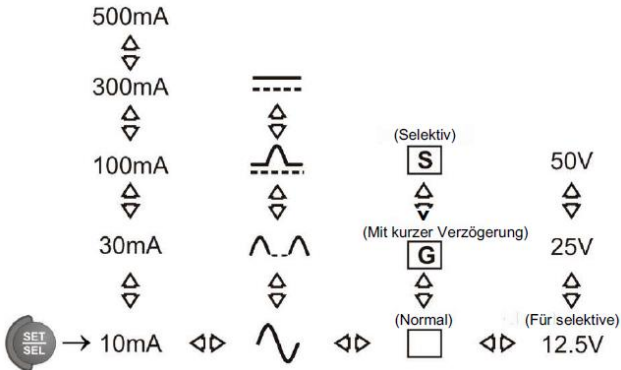 500mA
300mA
(Selektiv)
100mA S 50V
(Mit kurzer Verzögerung)
30mA G 25V
(Normal) (Für selektive)
SET
SEL
10mA 12.5V